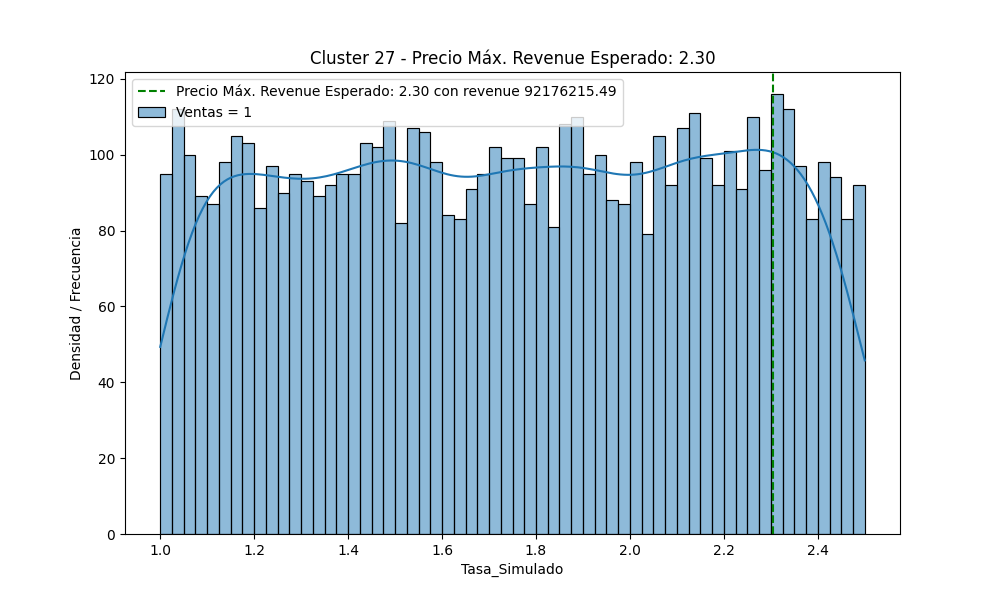 Cluster 27 - Precio Máx. Revenue Esperado: 2.30
Precio Máx. Revenue Esperado: 2.30 con revenue 92176215.49
Ventas = 1
Densidad / Frecuencia
120
100
80
60
40
20
0
1.0 1.2 1.4 1.6 1.8 2.0 2.2 2.4
Tasa_Simulado